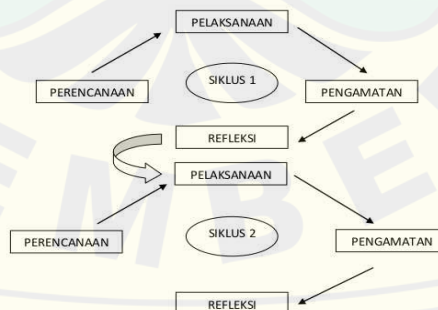 PELAKSANAAN
SIKLUS 1
PERENCANAAN
PENGAMATAN
REFLEKSI
PELAKSANAAN
SIKLUS 2
PERENCANAAN
PENGAMATAN
REFLEKSI